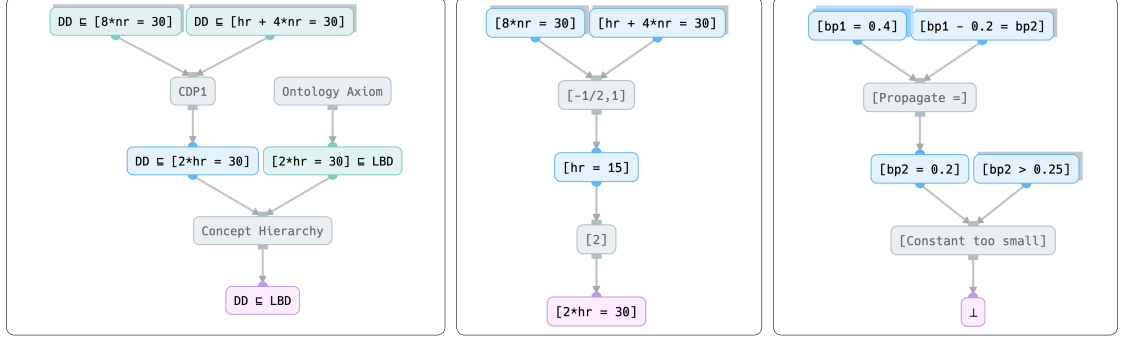 DD ⊑ [8*nr = 30]
DD ⊑ [hr + 4*nr = 30]
CDP1
Ontology Axiom
DD ⊑ [2*hr = 30]
[2*hr = 30] ⊑ LBD
Concept Hierarchy
DD ⊑ LBD
[8*nr = 30]
[hr + 4*nr = 30]
[-1/2,1]
[hr = 15]
[2]
[2*hr = 30]
[bp1 = 0.4]
[bp1 - 0.2 = bp2]
[Propagate =]
[bp2 = 0.2]
[bp2 > 0.25]
[Constant too small]
⊥